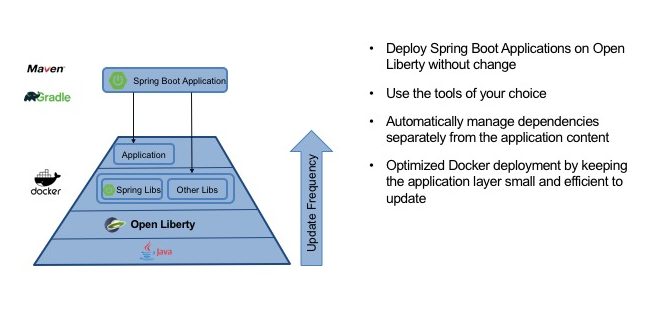 Maven
Gradle
Spring Boot Application
Application
docker
Spring Libs
Other Libs
Open Liberty
Java
Update Frequency
• Deploy Spring Boot Applications on Open
Liberty without change
• Use the tools of your choice
• Automatically manage dependencies
separately from the application content
• Optimized Docker deployment by keeping
the application layer small and efficient to
update